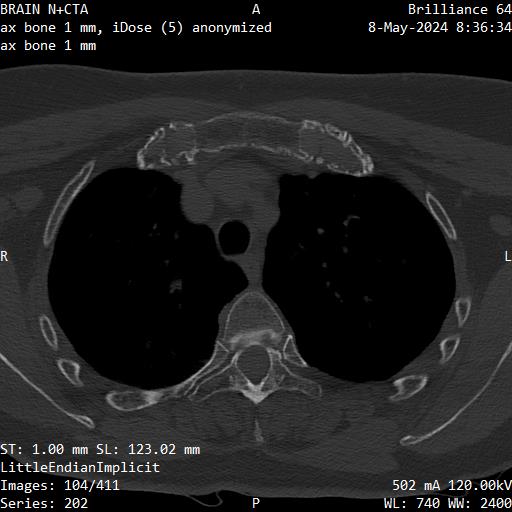 BRAIN N+CTA
ax bone 1 mm, iDose (5) anonymized
ax bone 1 mm
A
Brilliance 64
8-May-2024 8:36:34
R
L
ST: 1.00 mm SL: 123.02 mm
LittleEndianImplicit
Images: 104/411
Series: 202
P
502 mA 120.00kV
WL: 740 WW: 2400